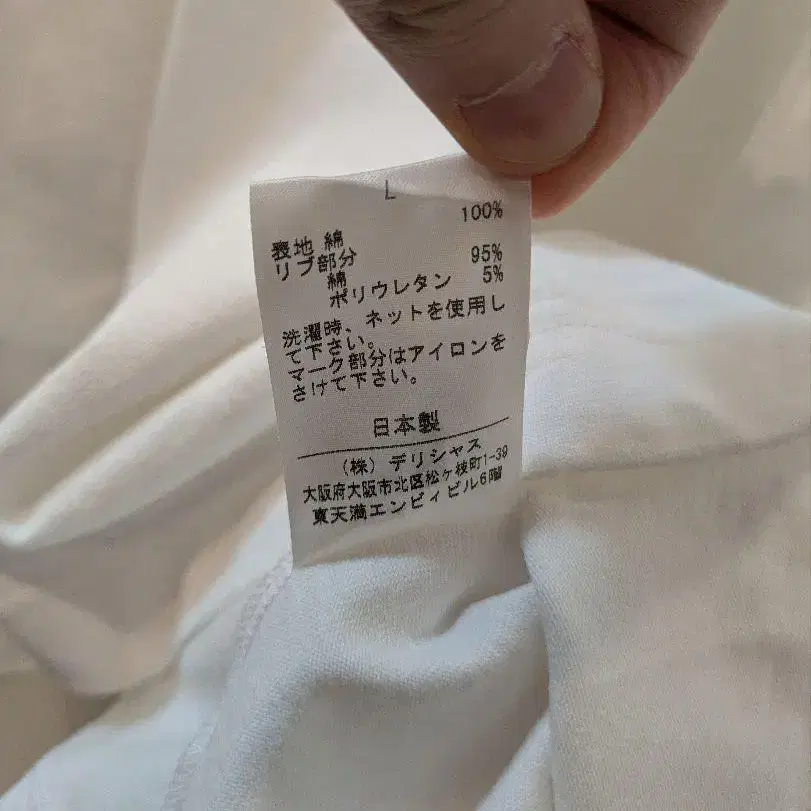 L
表地 綿 100%
リブ部分
綿 95%
ポリウレタン 5%
洗濯時、ネットを使用し
て下さい。
マーク部分はアイロンを
さけて下さい。
日本製
(株) デリシャス
大阪府大阪市北区松ケ枝町1-39
東天満エンビィビル6階